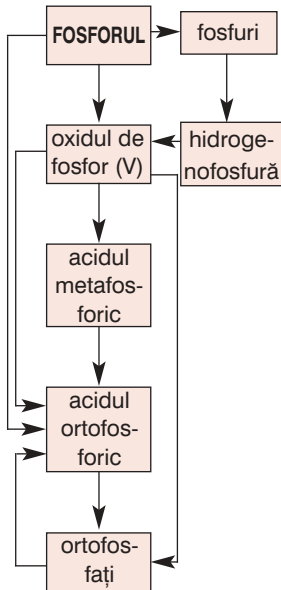 FOSFORUL
fosfuri
oxidul de
fosfor (V)
hidroge-
nofosfură
acidul
metafos-
foric
acidul
ortofos-
foric
ortofos-
fați